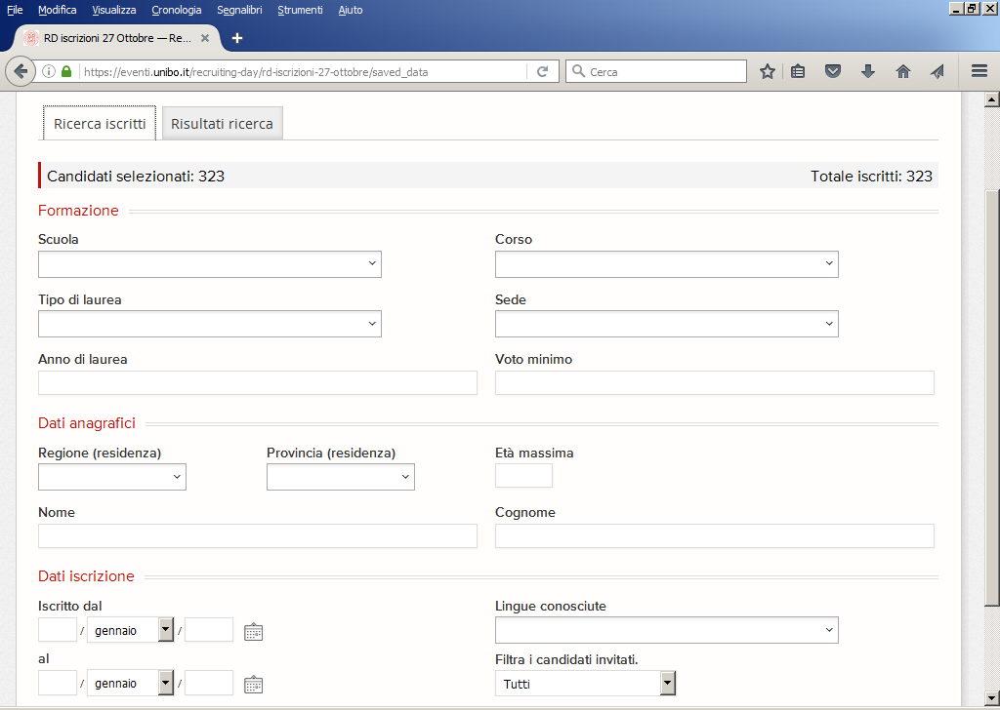 File Modifica Visualizza Cronologia Segnalibri Strumenti Aiuto
RD iscrizioni 27 Ottobre — Re...
https://eventi.unibo.it/recruiting-day/rd-iscrizioni-27-ottobre/saved_data Cerca
Ricerca iscritti Risultati ricerca
Candidati selezionati: 323 Totale iscritti: 323
Formazione
Scuola Corso
Tipo di laurea Sede
Anno di laurea Voto minimo
Dati anagrafici
Regione (residenza) Provincia (residenza) Età massima
Nome Cognome
Dati iscrizione
Iscritto dal Lingue conosciute
/ gennaio /
al Filtra i candidati invitati.
/ gennaio / Tutti